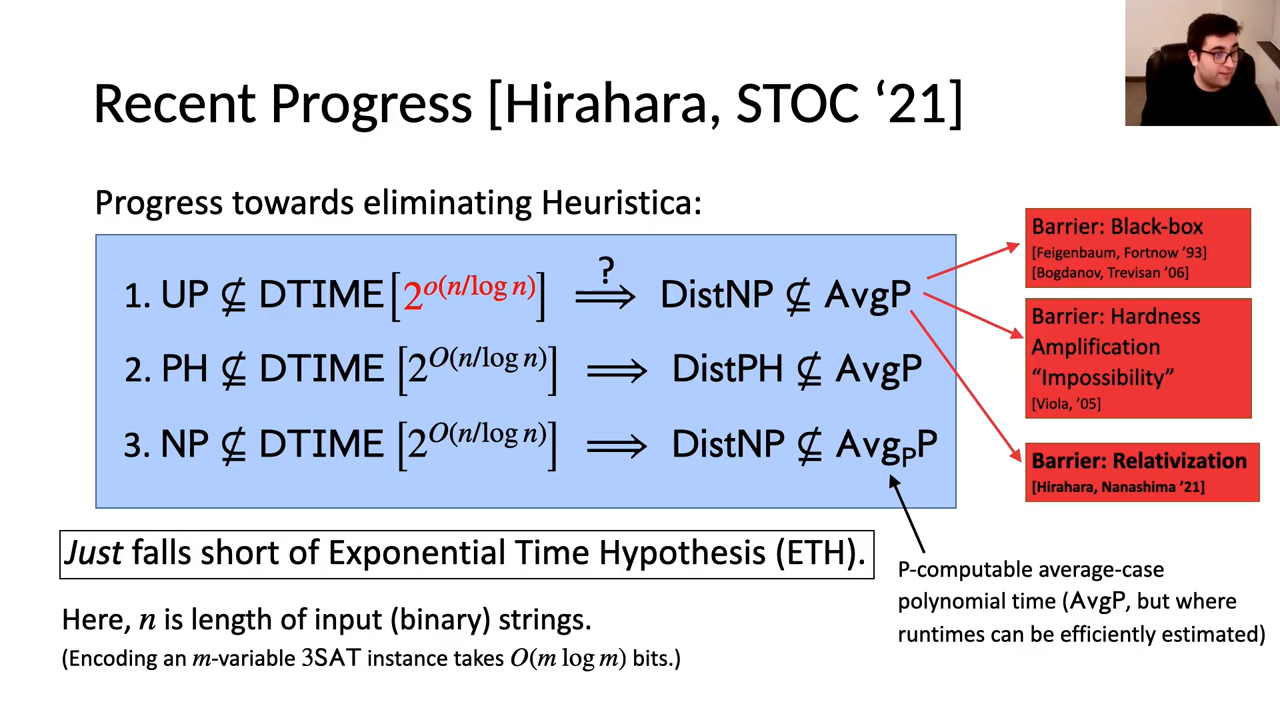 Recent Progress [Hirahara, STOC ‘21]
Progress towards eliminating Heuristica:
1. UP ⊈ DTIME[2^{o(n/log n)}] ?⟹ DistNP ⊈ AvgP
2. PH ⊈ DTIME [2^{O(n/log n)}] ⟹ DistPH ⊈ AvgP
3. NP ⊈ DTIME [2^{O(n/log n)}] ⟹ DistNP ⊈ Avg_P P
Barrier: Black-box
[Feigenbaum, Fortnow ’93]
[Bogdanov, Trevisan ’06]
Barrier: Hardness
Amplification
“Impossibility”
[Viola, ’05]
Barrier: Relativization
[Hirahara, Nanashima ’21]
Just falls short of Exponential Time Hypothesis (ETH).
Here, n is length of input (binary) strings.
(Encoding an m-variable 3SAT instance takes O(m log m) bits.)
P-computable average-case
polynomial time (AvgP, but where
runtimes can be efficiently estimated)